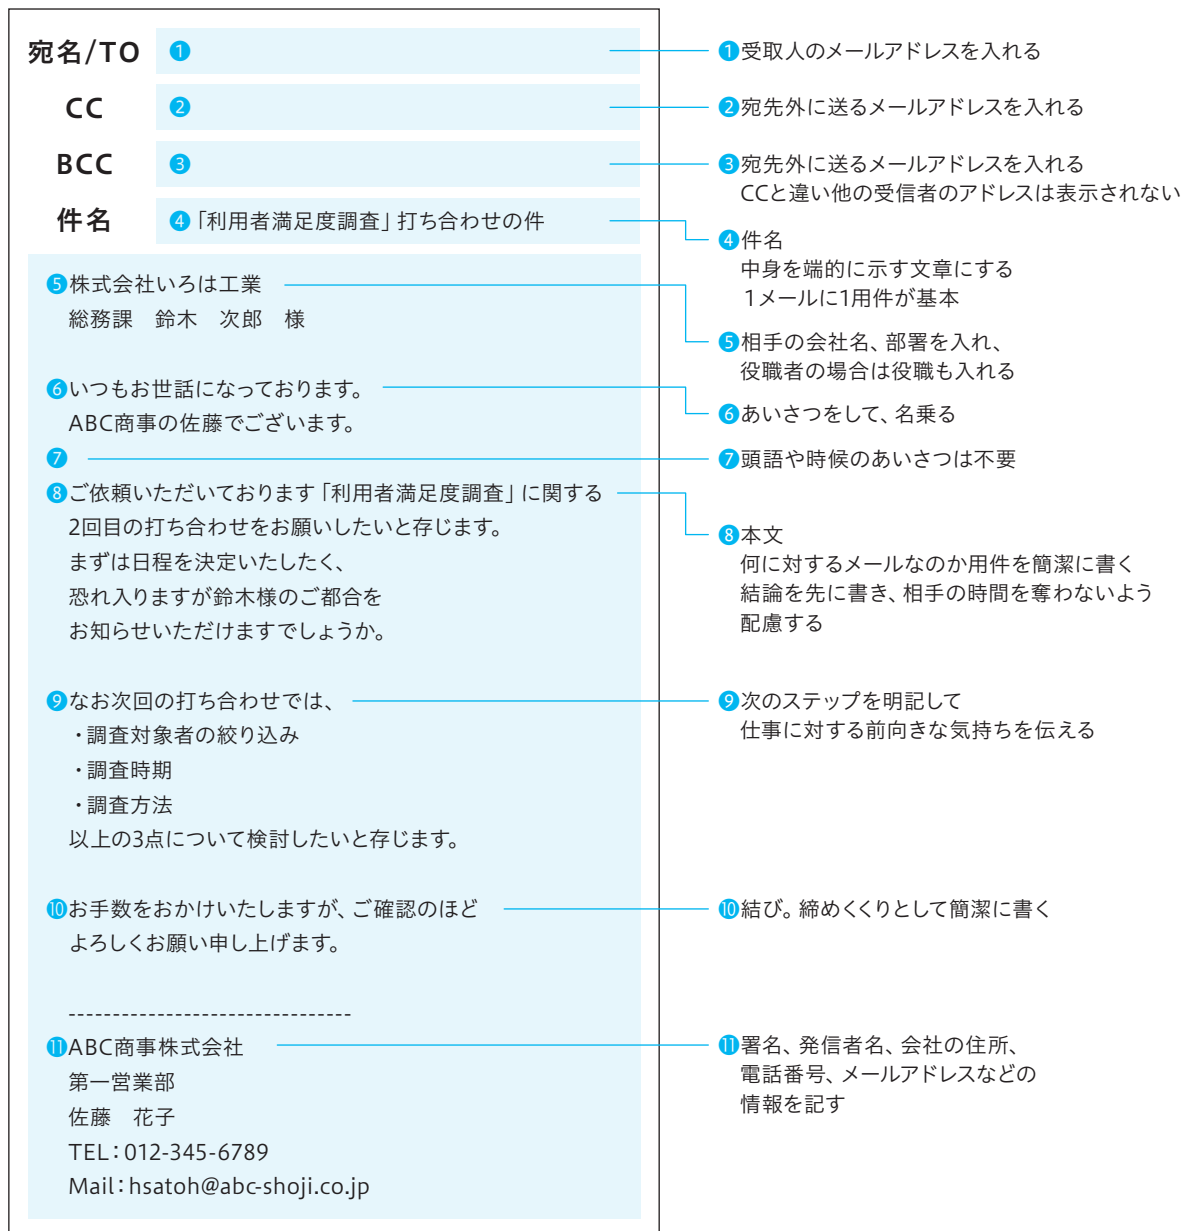 宛名/TO ❶
❶受取人のメールアドレスを入れる
CC ❷
❷宛先外に送るメールアドレスを入れる
BCC ❸
❸宛先外に送るメールアドレスを入れる
CCと違い他の受信者のアドレスは表示されない
件名 ❹「利用者満足度調査」打ち合わせの件
❹件名
中身を端的に示す文章にする
1メールに1用件が基本
❺株式会社いろは工業
総務課　鈴木　次郎　様
❺相手の会社名、部署を入れ、
役職者の場合は役職も入れる
❻いつもお世話になっております。
ABC商事の佐藤でございます。
❻あいさつをして、名乗る
❼
❼頭語や時候のあいさつは不要
❽ご依頼いただいております「利用者満足度調査」に関する
2回目の打ち合わせをお願いしたいと存じます。
まずは日程を決定いたしたく、
恐れ入りますが鈴木様のご都合を
お知らせいただけますでしょうか。
❽本文
何に対するメールなのか用件を簡潔に書く
結論を先に書き、相手の時間を奪わないよう
配慮する
❾なお次回の打ち合わせでは、
・調査対象者の絞り込み
・調査時期
・調査方法
以上の3点について検討したいと存じます。
❾次のステップを明記して
仕事に対する前向きな気持ちを伝える
❿お手数をおかけいたしますが、ご確認のほど
よろしくお願い申し上げます。
❿結び。締めくくりとして簡潔に書く
--------------------------------
⓫ABC商事株式会社
第一営業部
佐藤　花子
TEL：012-345-6789
Mail：hsatoh@abc-shoji.co.jp
⓫署名、発信者名、会社の住所、
電話番号、メールアドレスなどの
情報を記す